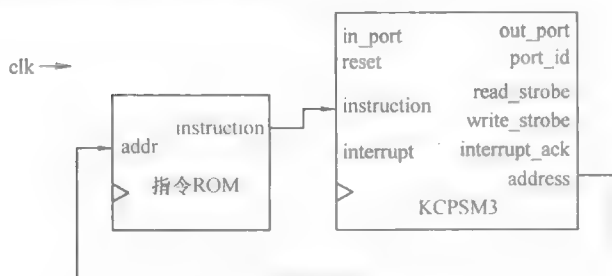 clk
addr
instruction
指令ROM
in_port
reset
instruction
interrupt
out_port
port_id
read_strobe
write_strobe
interrupt_ack
address
KCPSM3